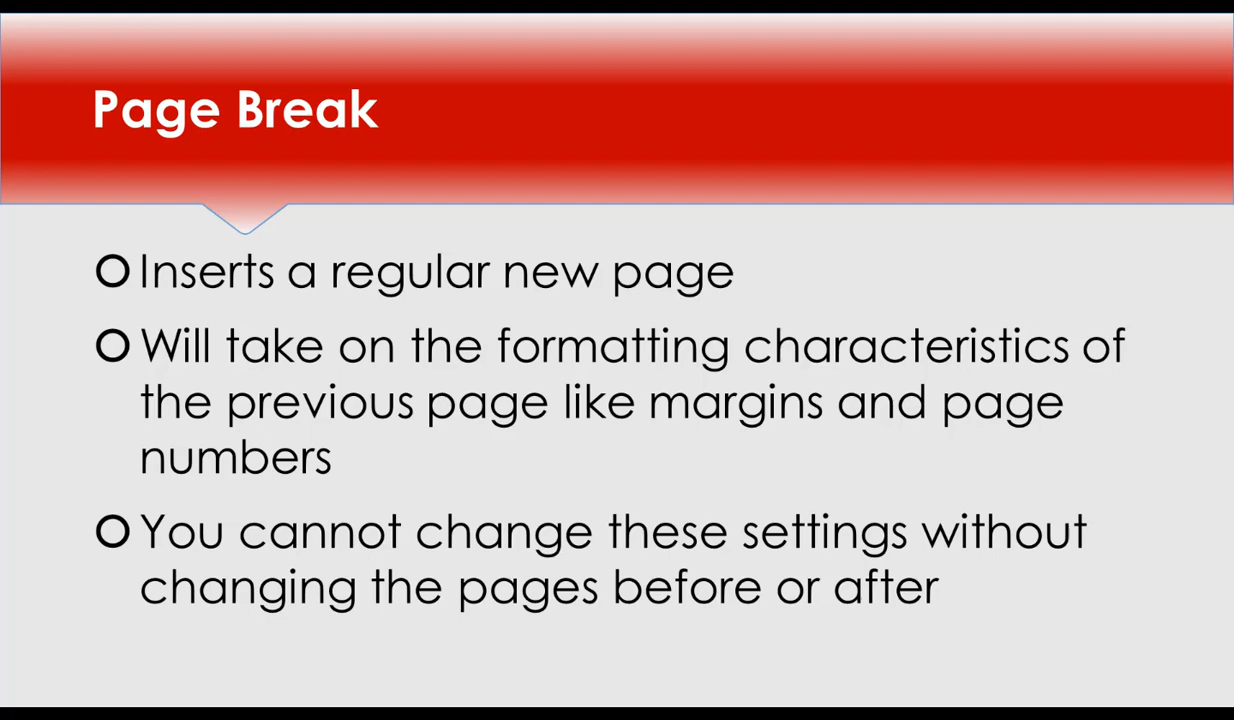 Page Break
Inserts a regular new page
Will take on the formatting characteristics of
the previous page like margins and page
numbers
You cannot change these settings without
changing the pages before or after